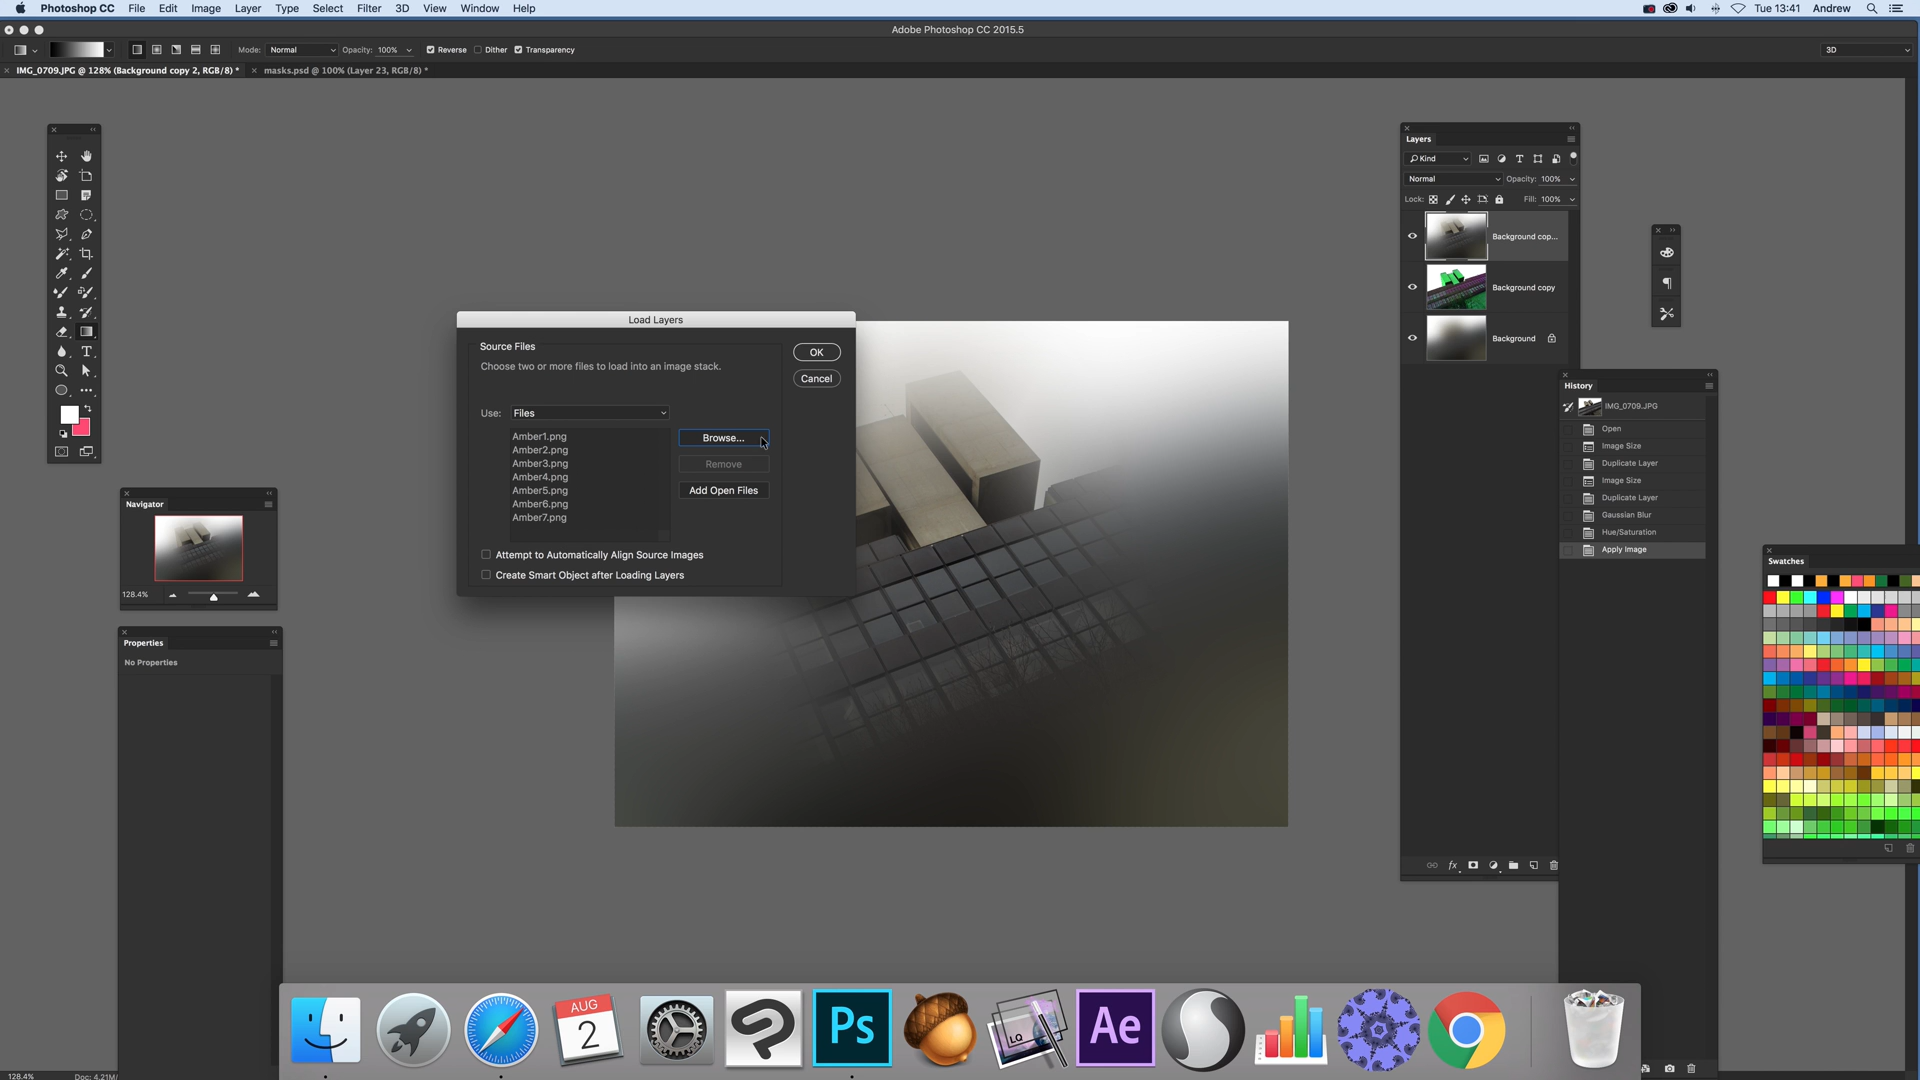 Photoshop CC File Edit Image Layer Type Select Filter 3D View Window Help Tue 13:41 Andrew
Adobe Photoshop CC 2015.5
Mode: Normal Opacity: 100% Reverse Dither Transparency 3D
IMG_0709.JPG @ 128% (Background copy 2, RGB/8) * masks.psd @ 100% (Layer 23, RGB/8) *
Layers
Kind
Normal Opacity: 100%
Lock: Fill: 100%
Background cop...
Background copy
Background
Load Layers
Source Files
Choose two or more files to load into an image stack.
OK
Cancel
Use: Files
Amber1.png
Amber2.png
Amber3.png
Amber4.png
Amber5.png
Amber6.png
Amber7.png
Browse...
Remove
Add Open Files
Attempt to Automatically Align Source Images
Create Smart Object after Loading Layers
History
IMG_0709.JPG
Open
Image Size
Duplicate Layer
Image Size
Duplicate Layer
Gaussian Blur
Hue/Saturation
Apply Image
Navigator
128.4%
Properties
No Properties
Swatches
fx
AUG
2
Ps
LQ
Ae
128.4% Doc: 4.21M/